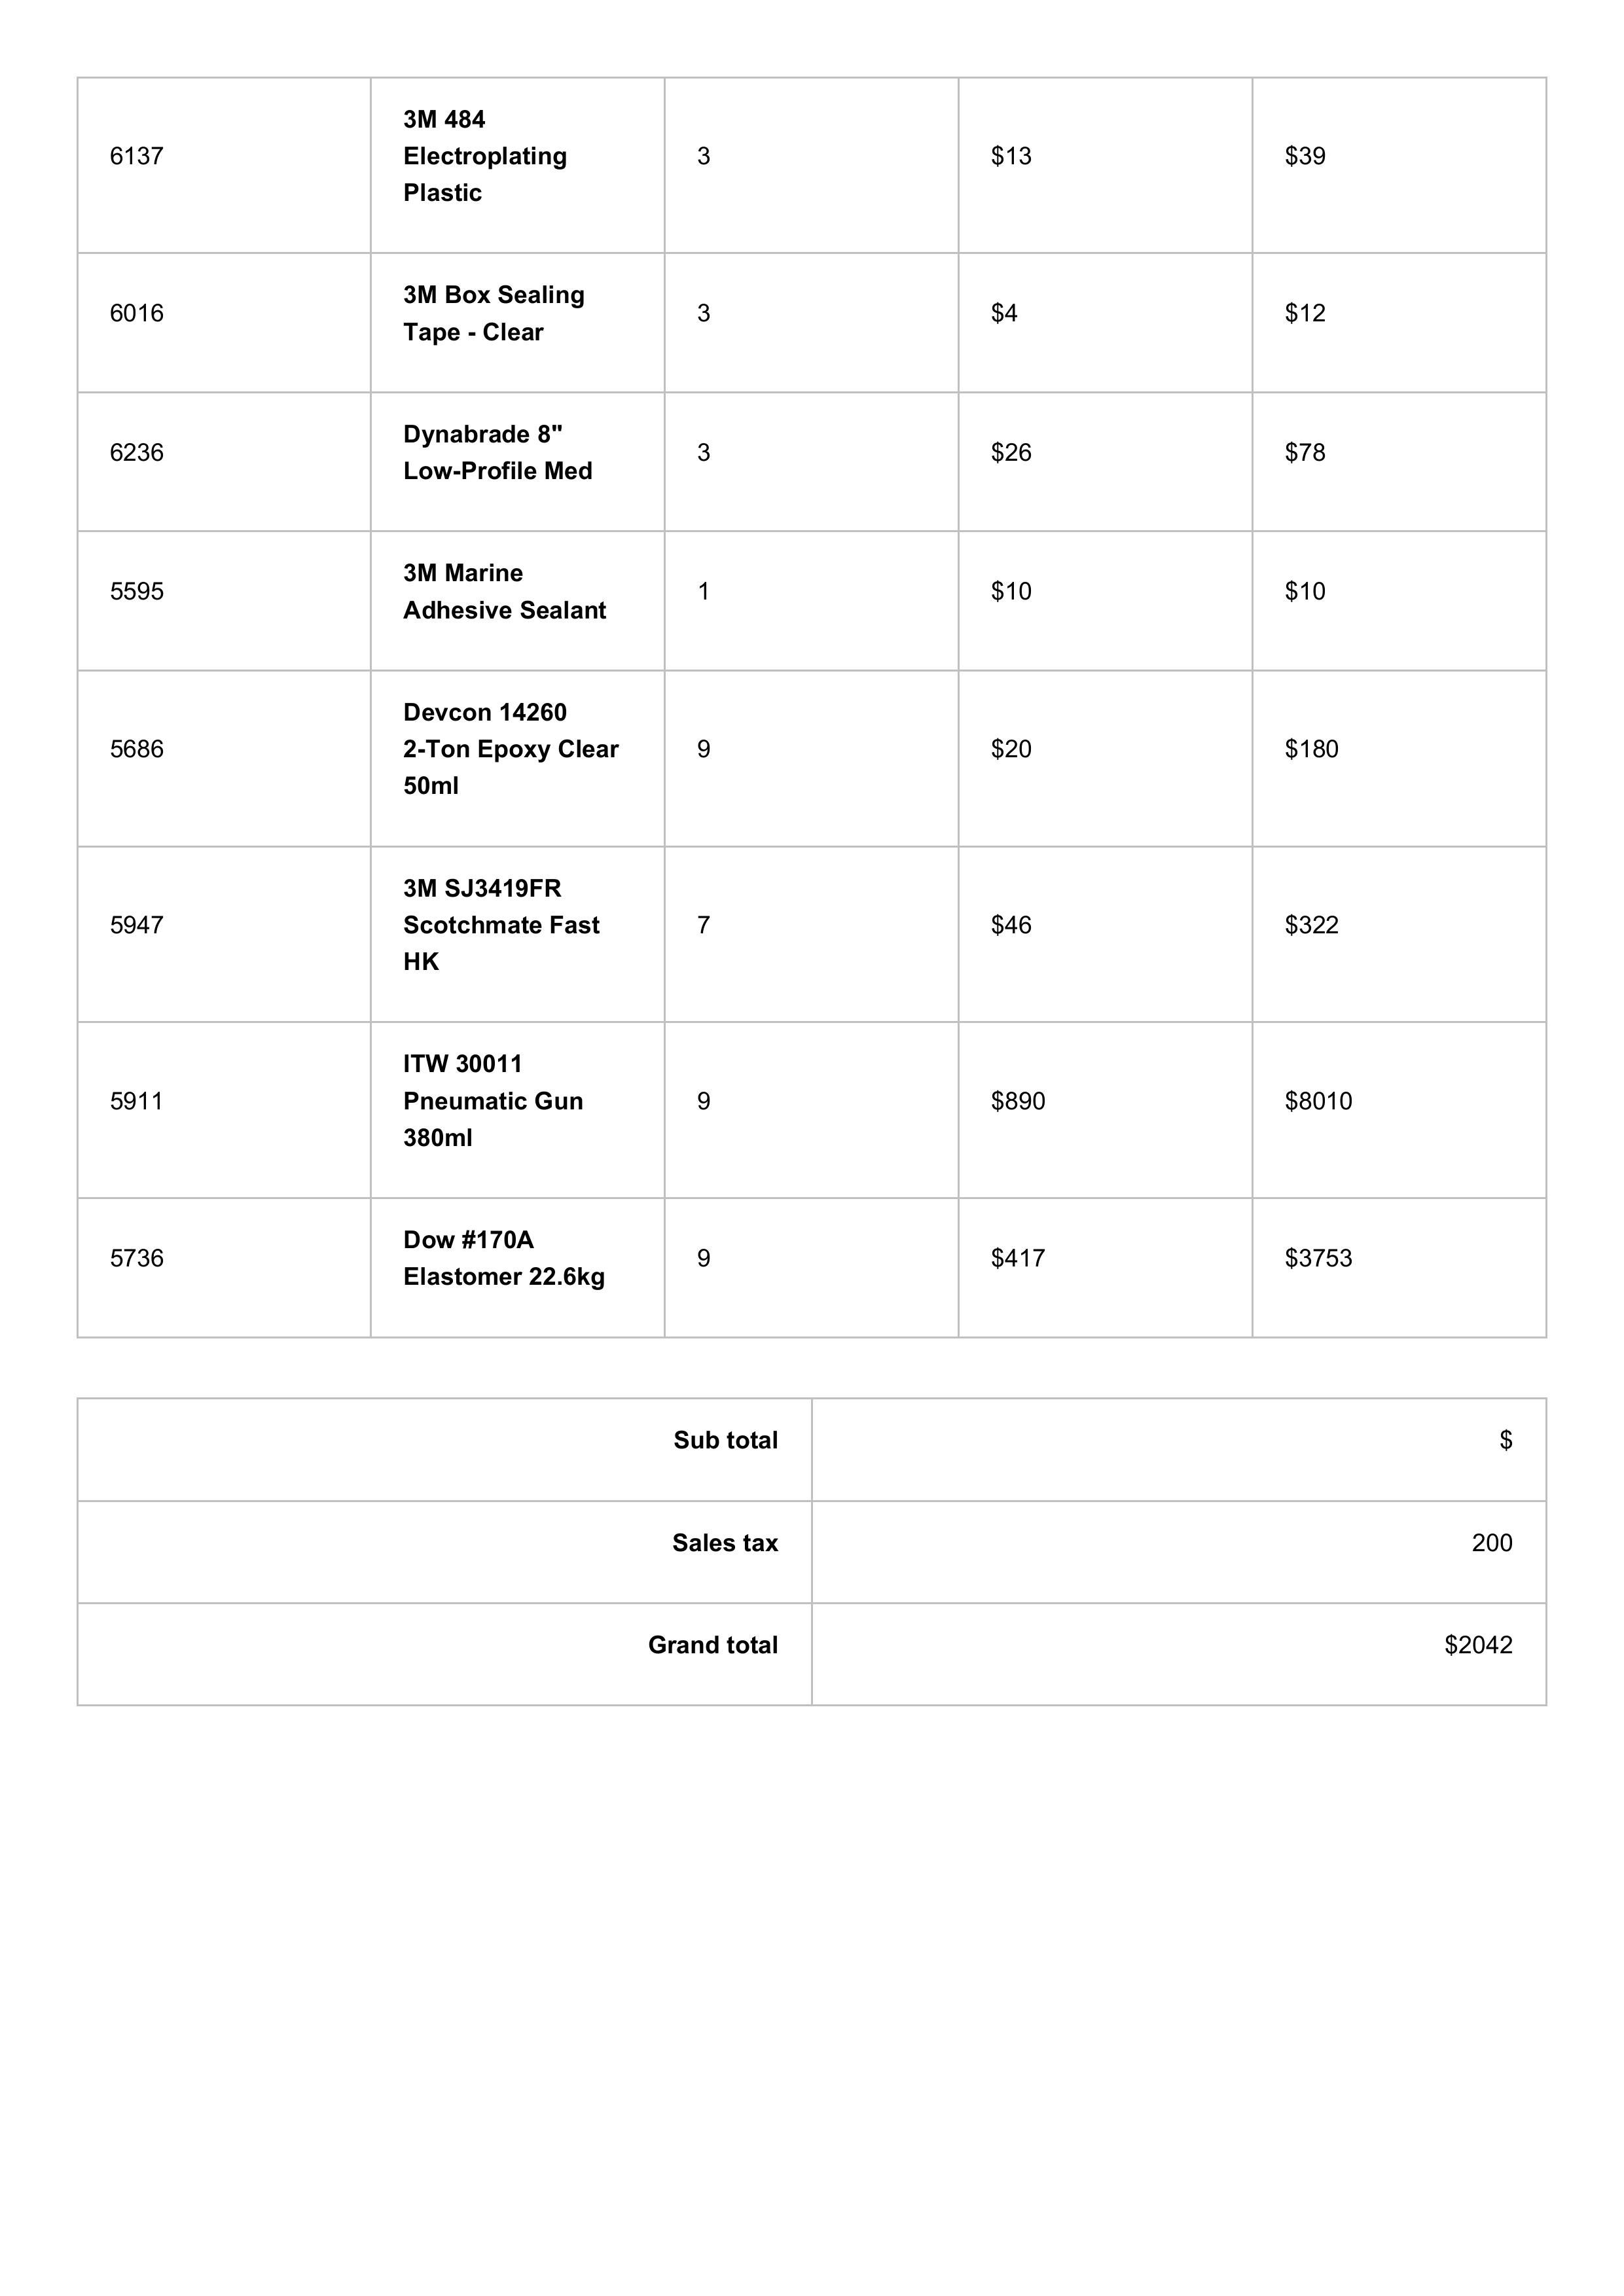 6137
3M 484
Electroplating
Plastic
3
$13
$39
6016
3M Box Sealing
Tape - Clear
3
$4
$12
6236
Dynabrade 8"
Low-Profile Med
3
$26
$78
5595
3M Marine
Adhesive Sealant
1
$10
$10
5686
Devcon 14260
2-Ton Epoxy Clear
50ml
9
$20
$180
5947
3M SJ3419FR
Scotchmate Fast
HK
7
$46
$322
5911
ITW 30011
Pneumatic Gun
380ml
9
$890
$8010
5736
Dow #170A
Elastomer 22.6kg
9
$417
$3753
Sub total
$
Sales tax
200
Grand total
$2042